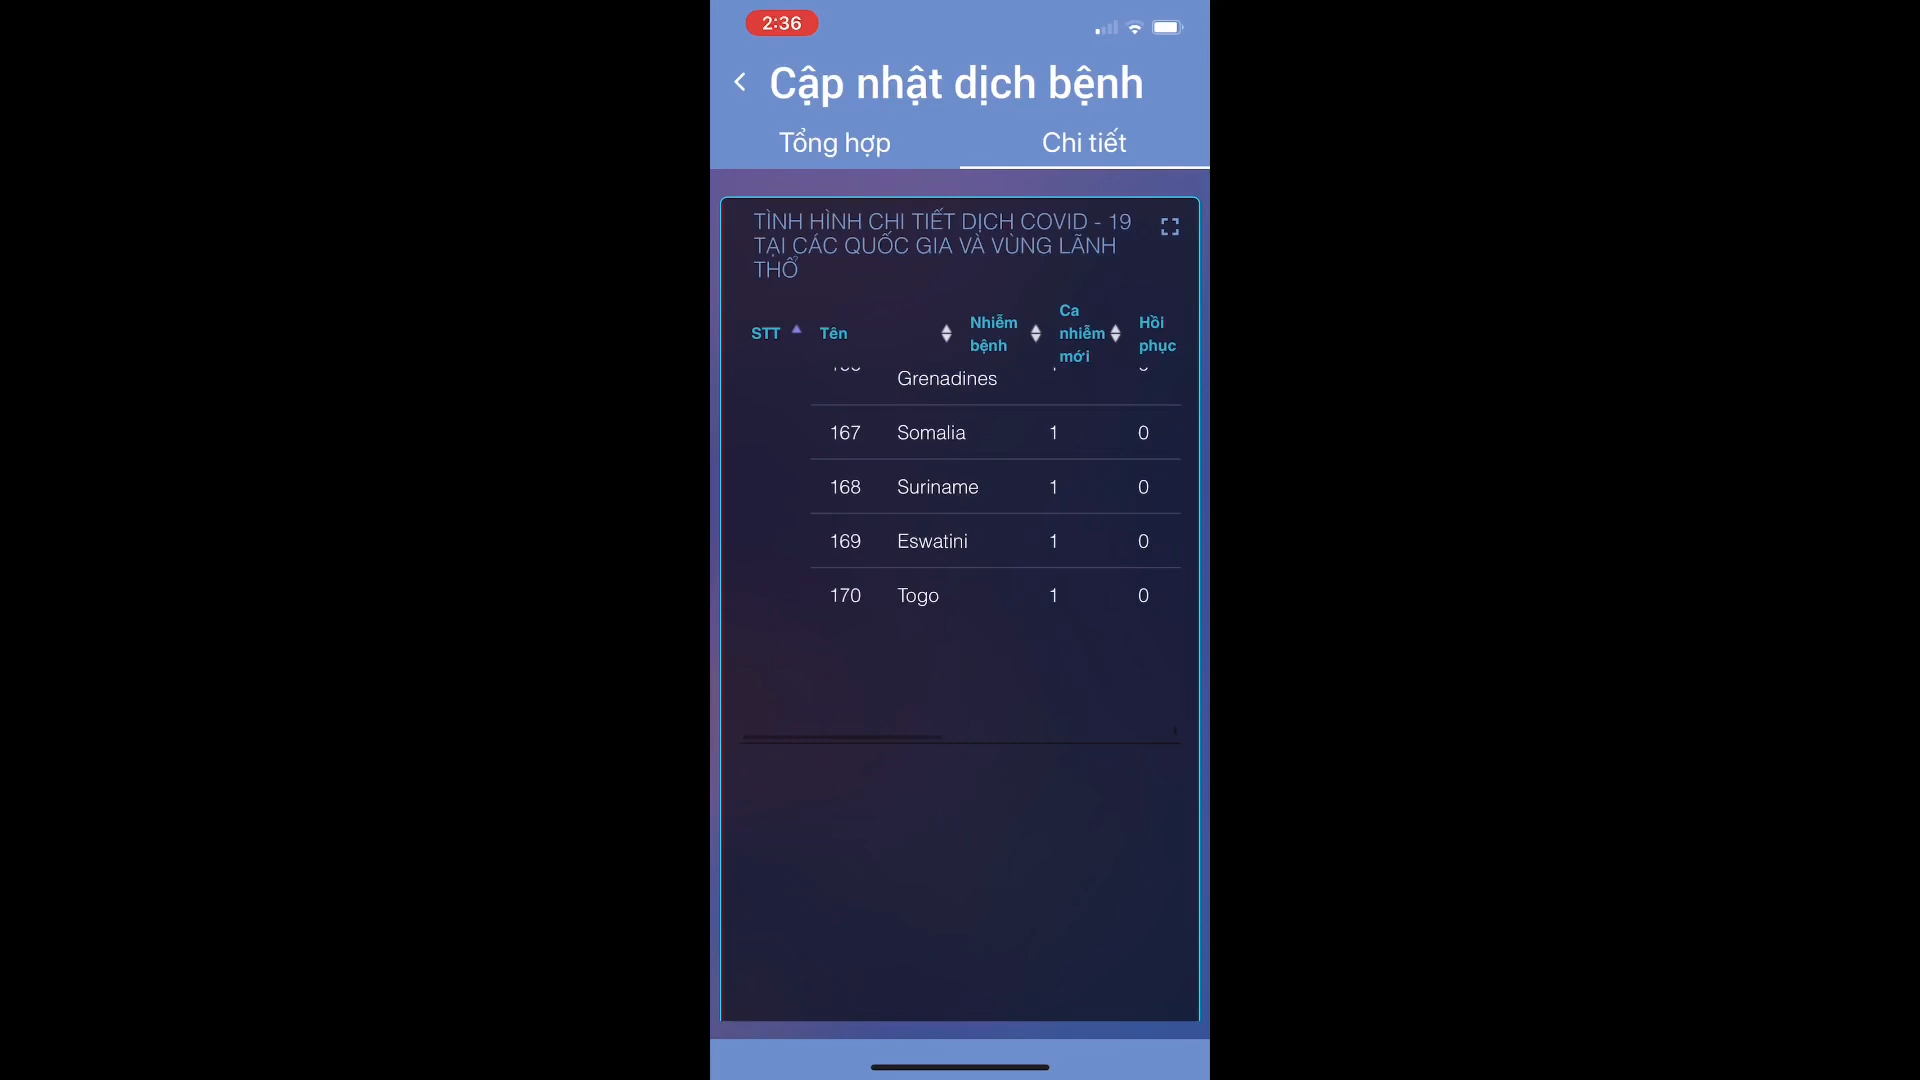 2:36
Cập nhật dịch bệnh
Tổng hợp
Chi tiết
TÌNH HÌNH CHI TIẾT DỊCH COVID - 19
TẠI CÁC QUỐC GIA VÀ VÙNG LÃNH
THỔ
STT Tên Nhiễm bệnh Ca nhiễm mới Hồi phục
Grenadines
167 Somalia 1 0
168 Suriname 1 0
169 Eswatini 1 0
170 Togo 1 0